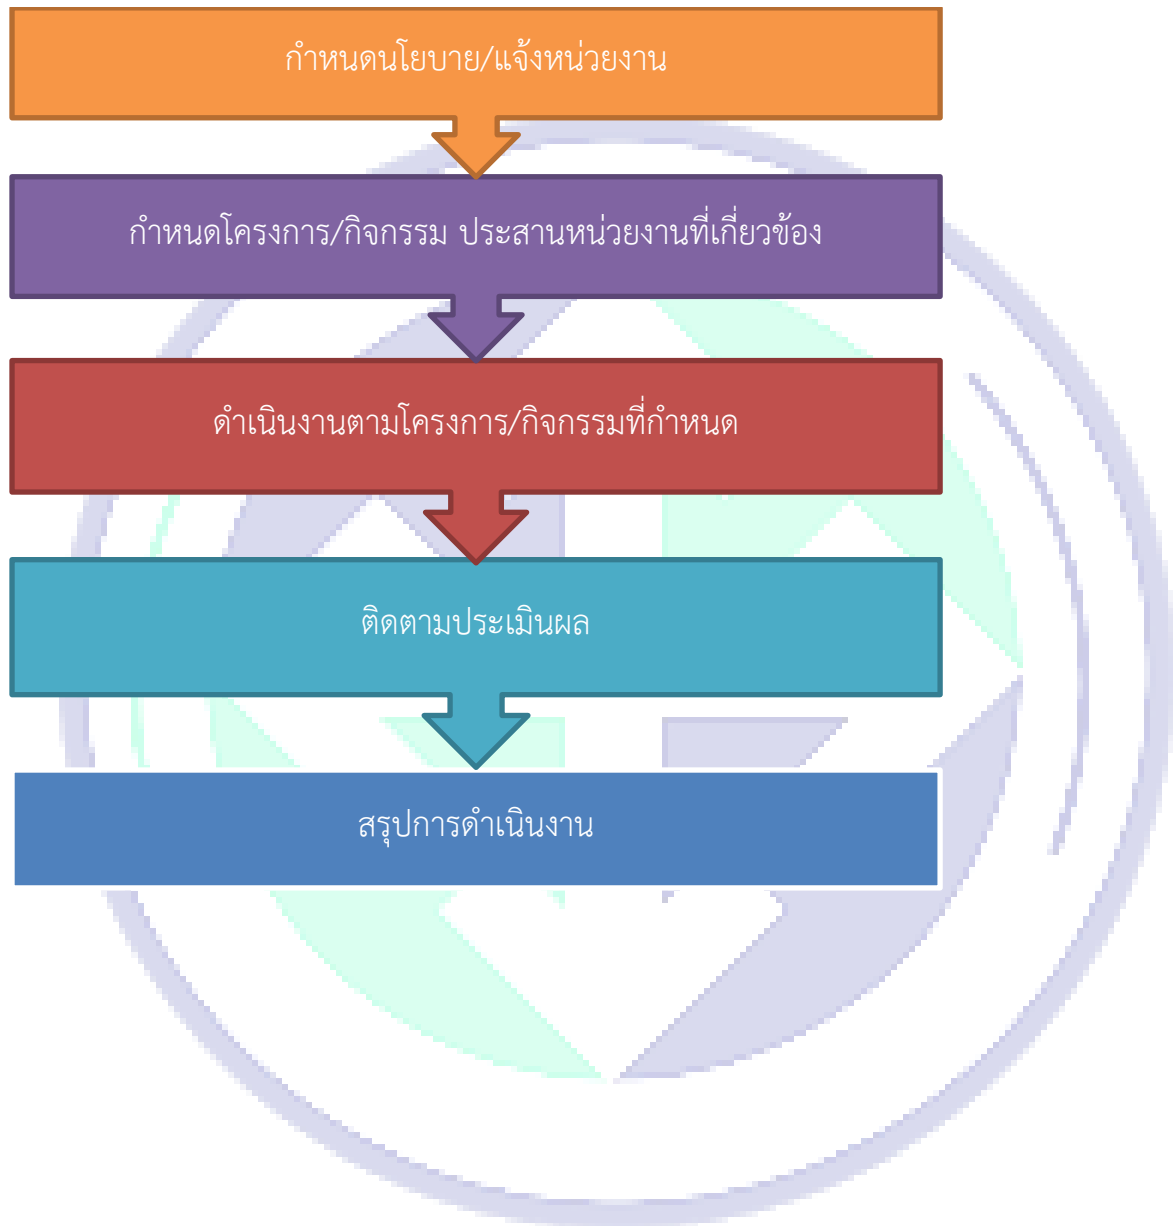 กำหนดนโยบาย/แจ้งหน่วยงาน
กำหนดโครงการ/กิจกรรม ประสานหน่วยงานที่เกี่ยวข้อง
ดำเนินงานตามโครงการ/กิจกรรมที่กำหนด
ติดตามประเมินผล
สรุปการดำเนินงาน